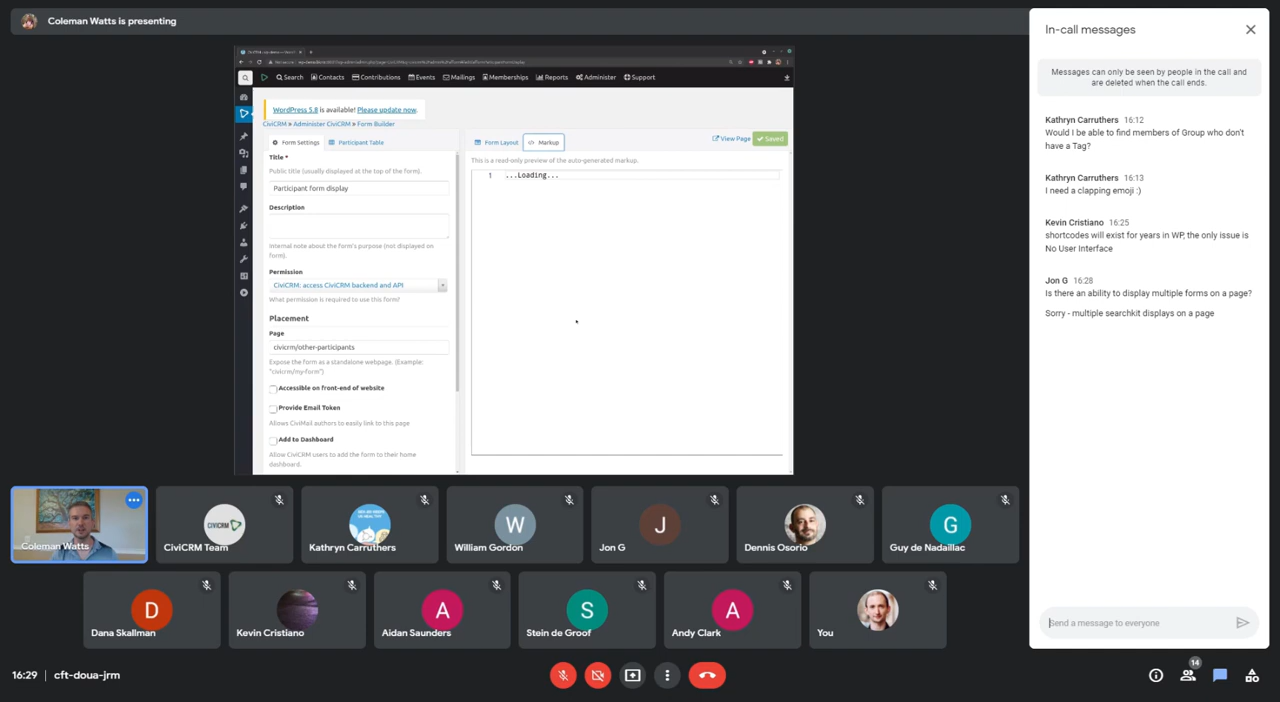 Coleman Watts is presenting
Search Contacts Contributions Events Mailings Memberships Reports Administer Support
WordPress 5.8 is available! Please update now.
CiviCRM » Administer CiviCRM » Form Builder
Form Settings Participant Table
Title *
Public title (usually displayed at the top of the form).
Participant form display
Description
Internal note about the form's purpose (not displayed on
form).
Permission
CiviCRM: access CiviCRM backend and API
What permission is required to use this form?
Placement
Page
civicrm/other-participants
Expose the form as a standalone webpage. (Example:
"civicrm/my-form")
Accessible on front-end of website
Provide Email Token
Allows CiviMail authors to easily link to this page
Add to Dashboard
Allow CiviCRM users to add the form to their home
dashboard.
Form Layout </> Markup View Page Saved
This is a read-only preview of the auto-generated markup.
1 ...Loading...
Coleman Watts
CIVICRM
CiviCRM Team
Kathryn Carruthers
W
William Gordon
J
Jon G
Dennis Osorio
G
Guy de Nadaillac
D
Dana Skallman
Kevin Cristiano
A
Aidan Saunders
S
Stein de Groof
A
Andy Clark
You
16:29 | cft-doua-jrm
14
In-call messages
Messages can only be seen by people in the call and
are deleted when the call ends.
Kathryn Carruthers 16:12
Would I be able to find members of Group who don't
have a Tag?
Kathryn Carruthers 16:13
I need a clapping emoji :)
Kevin Cristiano 16:25
shortcodes will exist for years in WP, the only issue is
No User Interface
Jon G 16:28
Is there an ability to display multiple forms on a page?
Sorry - multiple searchkit displays on a page
Send a message to everyone